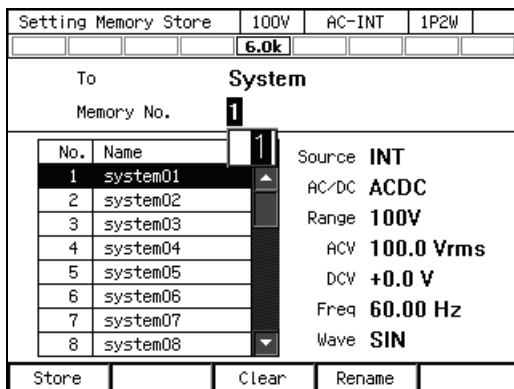 Setting Memory Store 100V AC-INT 1P2W
6.0k
To System
Memory No. 1
1
No. Name
1 system01
2 system02
3 system03
4 system04
5 system05
6 system06
7 system07
8 system08
Source INT
AC/DC ACDC
Range 100V
ACV 100.0 Vrms
DCV +0.0 V
Freq 60.00 Hz
Wave SIN
Store Clear Rename